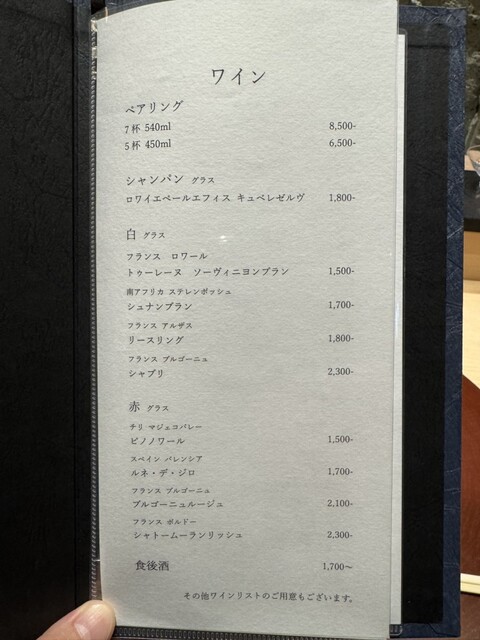 ワイン
ペアリング
7杯 540ml 8,500-
5杯 450ml 6,500-
シャンパン グラス
ロワイエペールエフィス キュベレゼルヴ 1,800-
白 グラス
フランス ロワール
トゥーレーヌ ソーヴィニヨンブラン 1,500-
南アフリカ ステレンボッシュ
シュナンブラン 1,700-
フランス アルザス
リースリング 1,800-
フランス ブルゴーニュ
シャブリ 2,300-
赤 グラス
チリ マジェコバレー
ピノノワール 1,500-
スペイン バレンシア
ルネ・デ・ジロ 1,700-
フランス ブルゴーニュ
ブルゴーニュルージュ 2,100-
フランス ボルドー
シャトームーランリッシュ 2,300-
食後酒 1,700〜
その他ワインリストのご用意もございます。